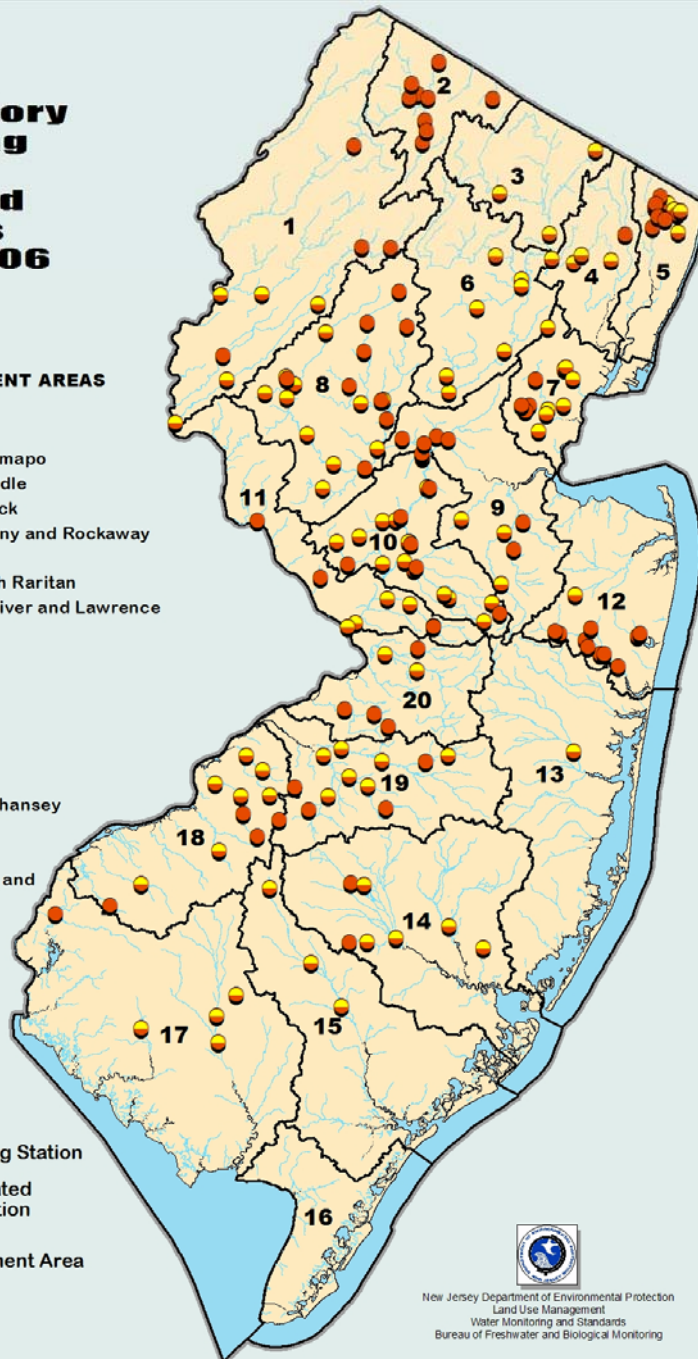 ory
g
d
s
06
ENT AREAS
mapo
dle
ck
ny and Rockaway
h Raritan
iver and Lawrence
hansey
and
g Station
ted
tion
nent Area
1
2
3
4
5
6
7
8
9
10
11
12
13
14
15
16
17
18
19
20
New Jersey Department of Environmental Protection
Land Use Management
Water Monitoring and Standards
Bureau of Freshwater and Biological Monitoring